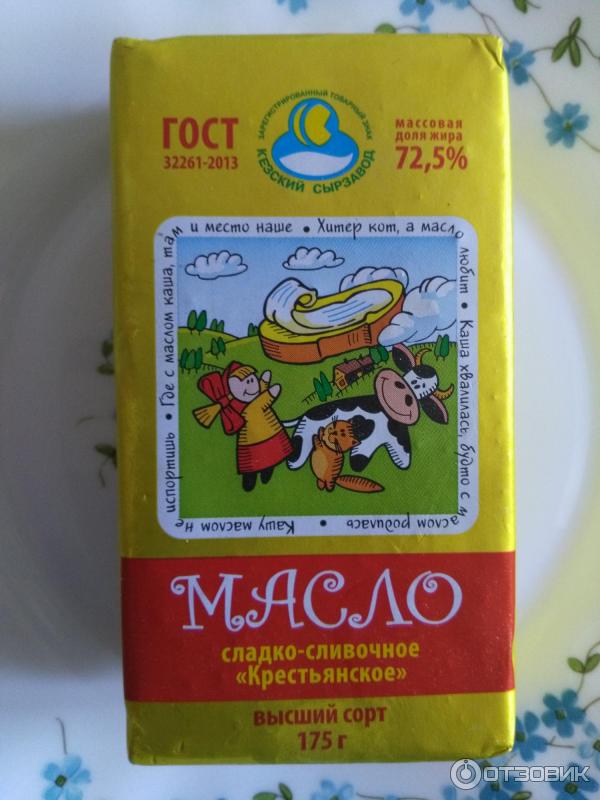 ГОСТ
32261-2013
ЗАРЕГИСТРИРОВАННЫЙ ТОВАРНЫЙ ЗНАК
КЕЗСКИЙ СЫРЗАВОД
массовая
доля жира
72,5%
Где с маслом каша, там и место наше • Хитер кот, а масло любит • Каша хвалилась, будто с маслом родилась • Кашу маслом не испортишь •
МАСЛО
сладко-сливочное
«Крестьянское»
высший сорт
175 г
ОТЗОВИК